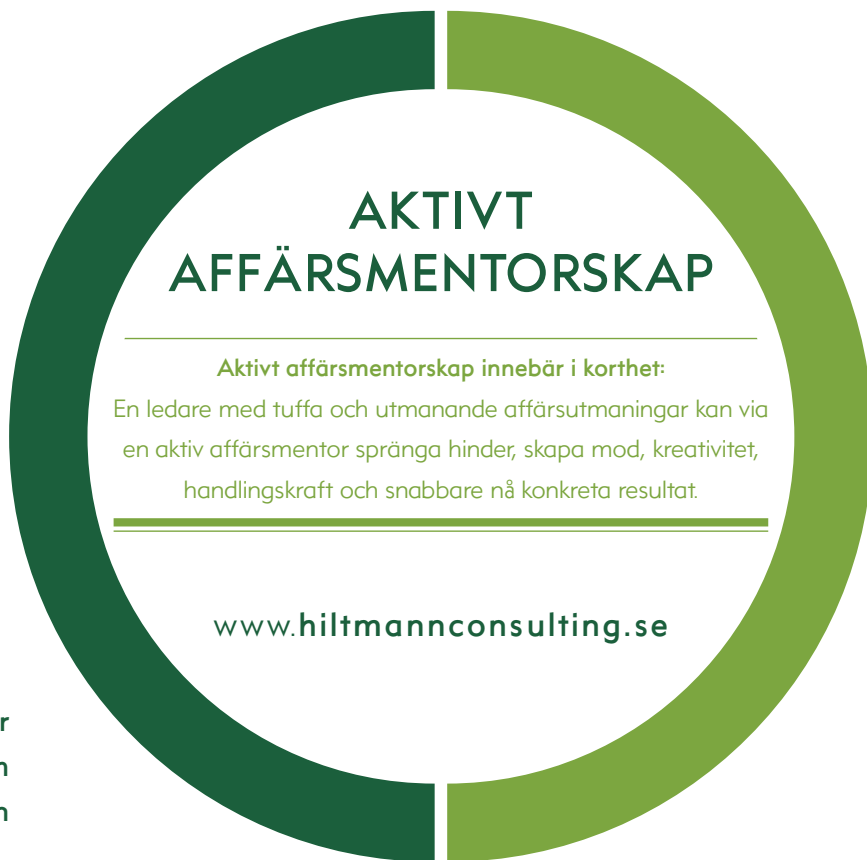 AKTIVT
AFFÄRSMENTORSKAP
Aktivt affärsmentorskap innebär i korthet:
En ledare med tuffa och utmanande affärsutmaningar kan via
en aktiv affärsmentor spränga hinder, skapa mod, kreativitet,
handlingskraft och snabbare nå konkreta resultat.
www.hiltmannconsulting.se
r